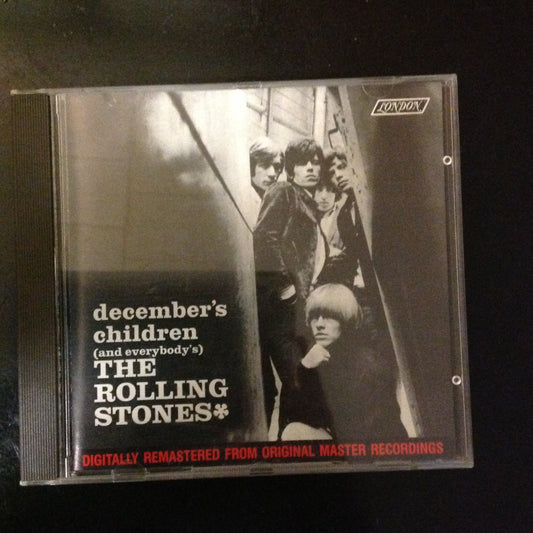 LONDON
december's
children
(and everybody's)
THE
ROLLING
STONES
DIGITALLY REMASTERED FROM ORIGINAL MASTER RECORDINGS